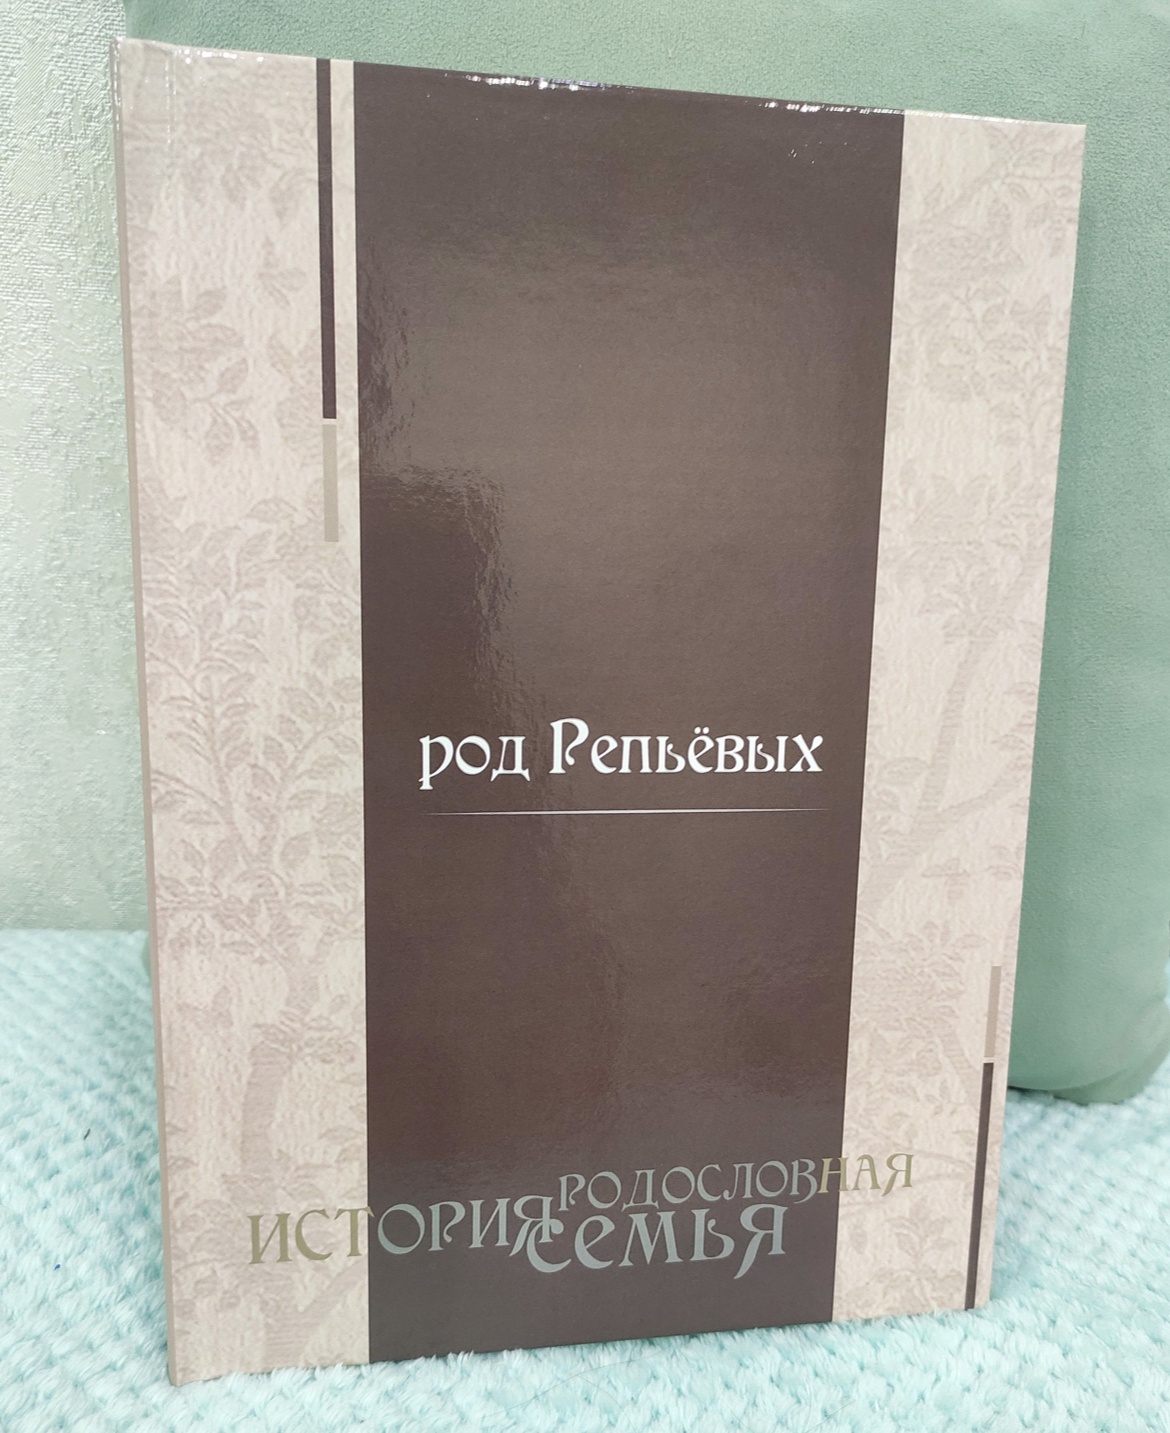 род Репьёвых
РОДОСЛОВНАЯ
ИСТОРИЯ
СЕМЬЯ